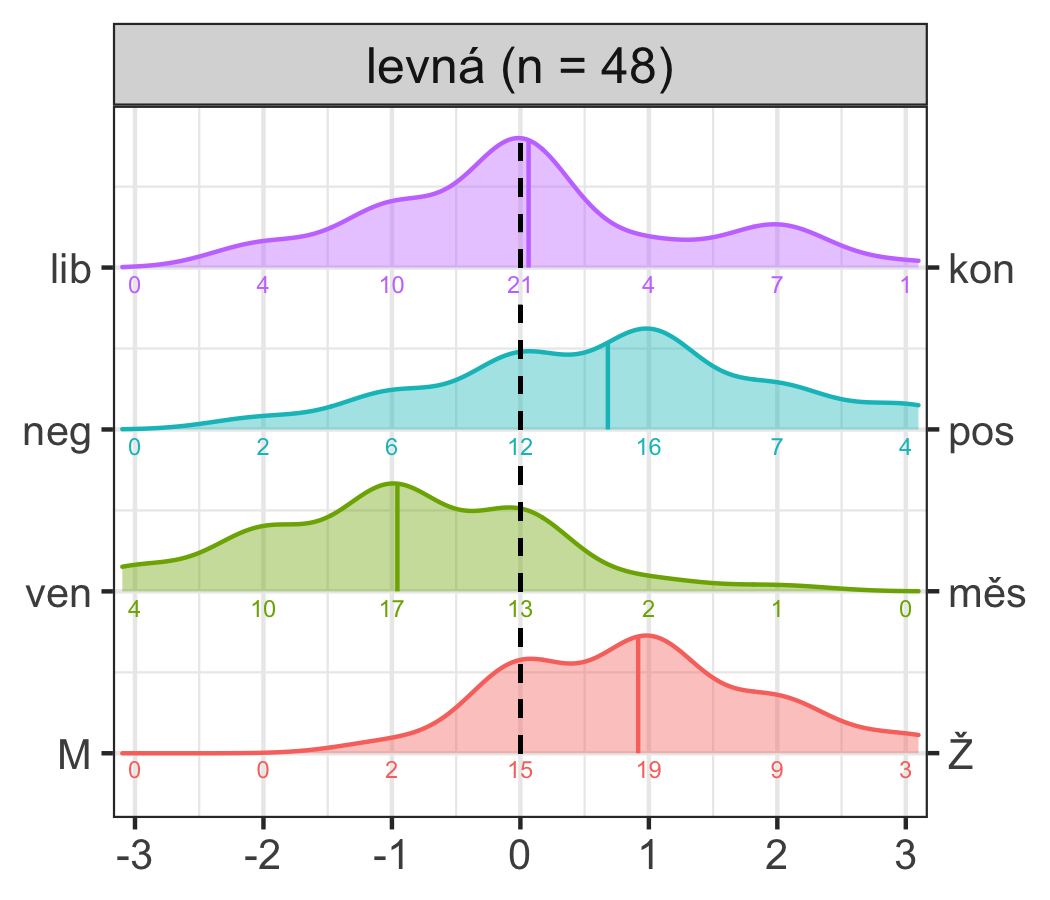 levná (n = 48)
lib kon
0 4 10 21 4 7 1
neg pos
0 2 6 12 16 7 4
ven měs
4 10 17 13 2 1 0
M Ž
0 0 2 15 19 9 3
-3 -2 -1 0 1 2 3